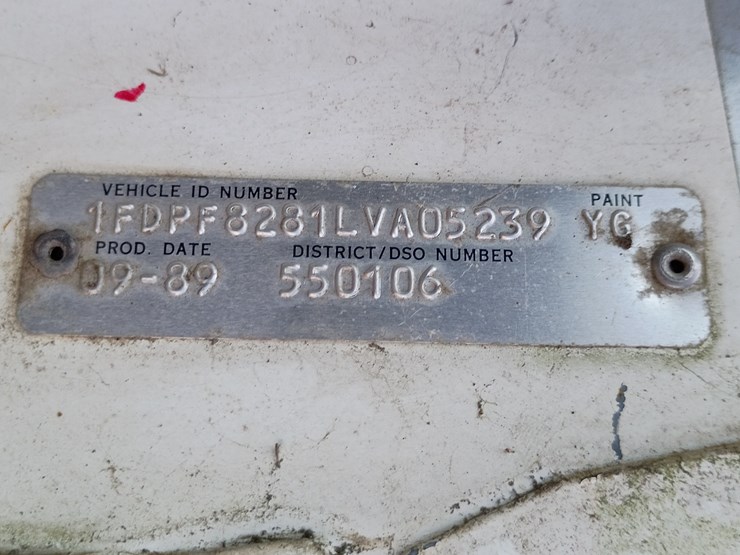 VEHICLE ID NUMBER PAINT
1FDPF8281LVA05239 YG
PROD. DATE DISTRICT/DSO NUMBER
09-89 550106